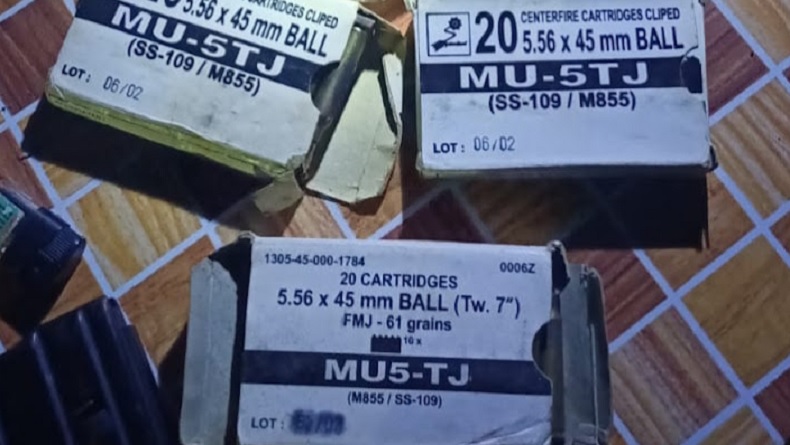 CARTRIDGES CLIPED
5.56 x 45 mm BALL
MU-5TJ
(SS-109 / M855)
LOT: 06/02
20 CENTERFIRE CARTRIDGES CLIPED
5.56 x 45 mm BALL
MU-5TJ
(SS-109 / M855)
LOT: 06/02
1305-45-000-1784 0006Z
20 CARTRIDGES
5.56 x 45 mm BALL (Tw. 7")
FMJ - 61 grains
MU5-TJ
(M855 / SS-109)
LOT :